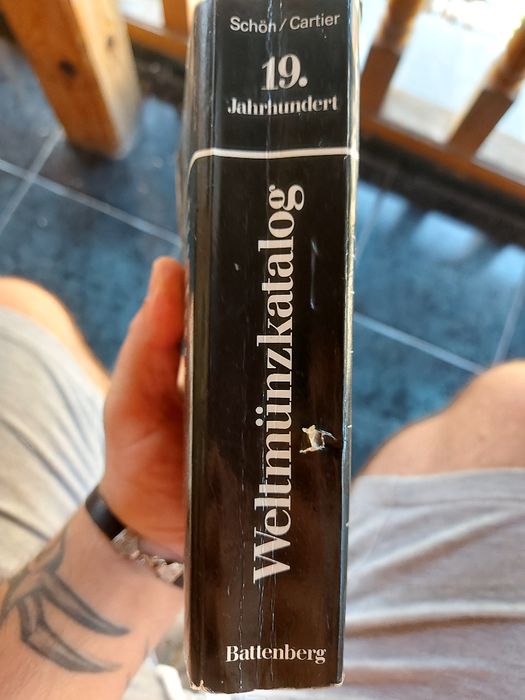 Schön/Cartier
19.
Jahrhundert
Weltmünzkatalog
Battenberg